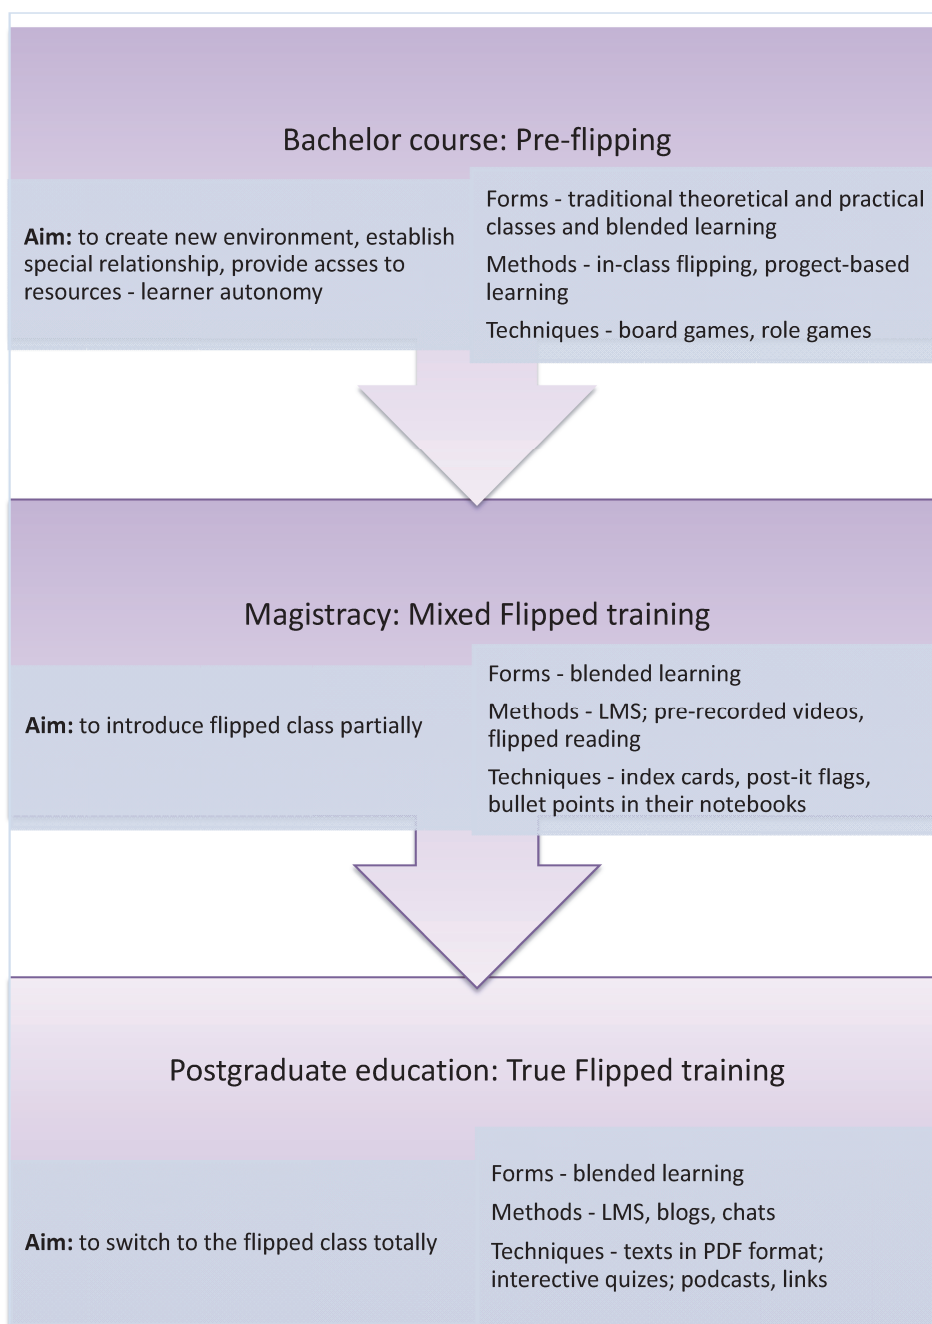 Bachelor course: Pre-flipping
Aim: to create new environment, establish
special relationship, provide acsses to
resources - learner autonomy
Forms - traditional theoretical and practical
classes and blended learning
Methods - in-class flipping, progect-based
learning
Techniques - board games, role games
Magistracy: Mixed Flipped training
Aim: to introduce flipped class partially
Forms - blended learning
Methods - LMS; pre-recorded videos,
flipped reading
Techniques - index cards, post-it flags,
bullet points in their notebooks
Postgraduate education: True Flipped training
Aim: to switch to the flipped class totally
Forms - blended learning
Methods - LMS, blogs, chats
Techniques - texts in PDF format;
interective quizes; podcasts, links